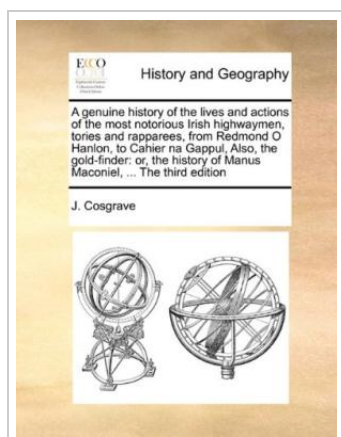 ECCO
History and Geography
A genuine history of the lives and actions
of the most notorious Irish highwaymen,
tories and rapparees, from Redmond O
Hanlon, to Cahier na Gappul, Also, the
gold-finder: or, the history of Manus
Maconiel, ... The third edition
J. Cosgrave